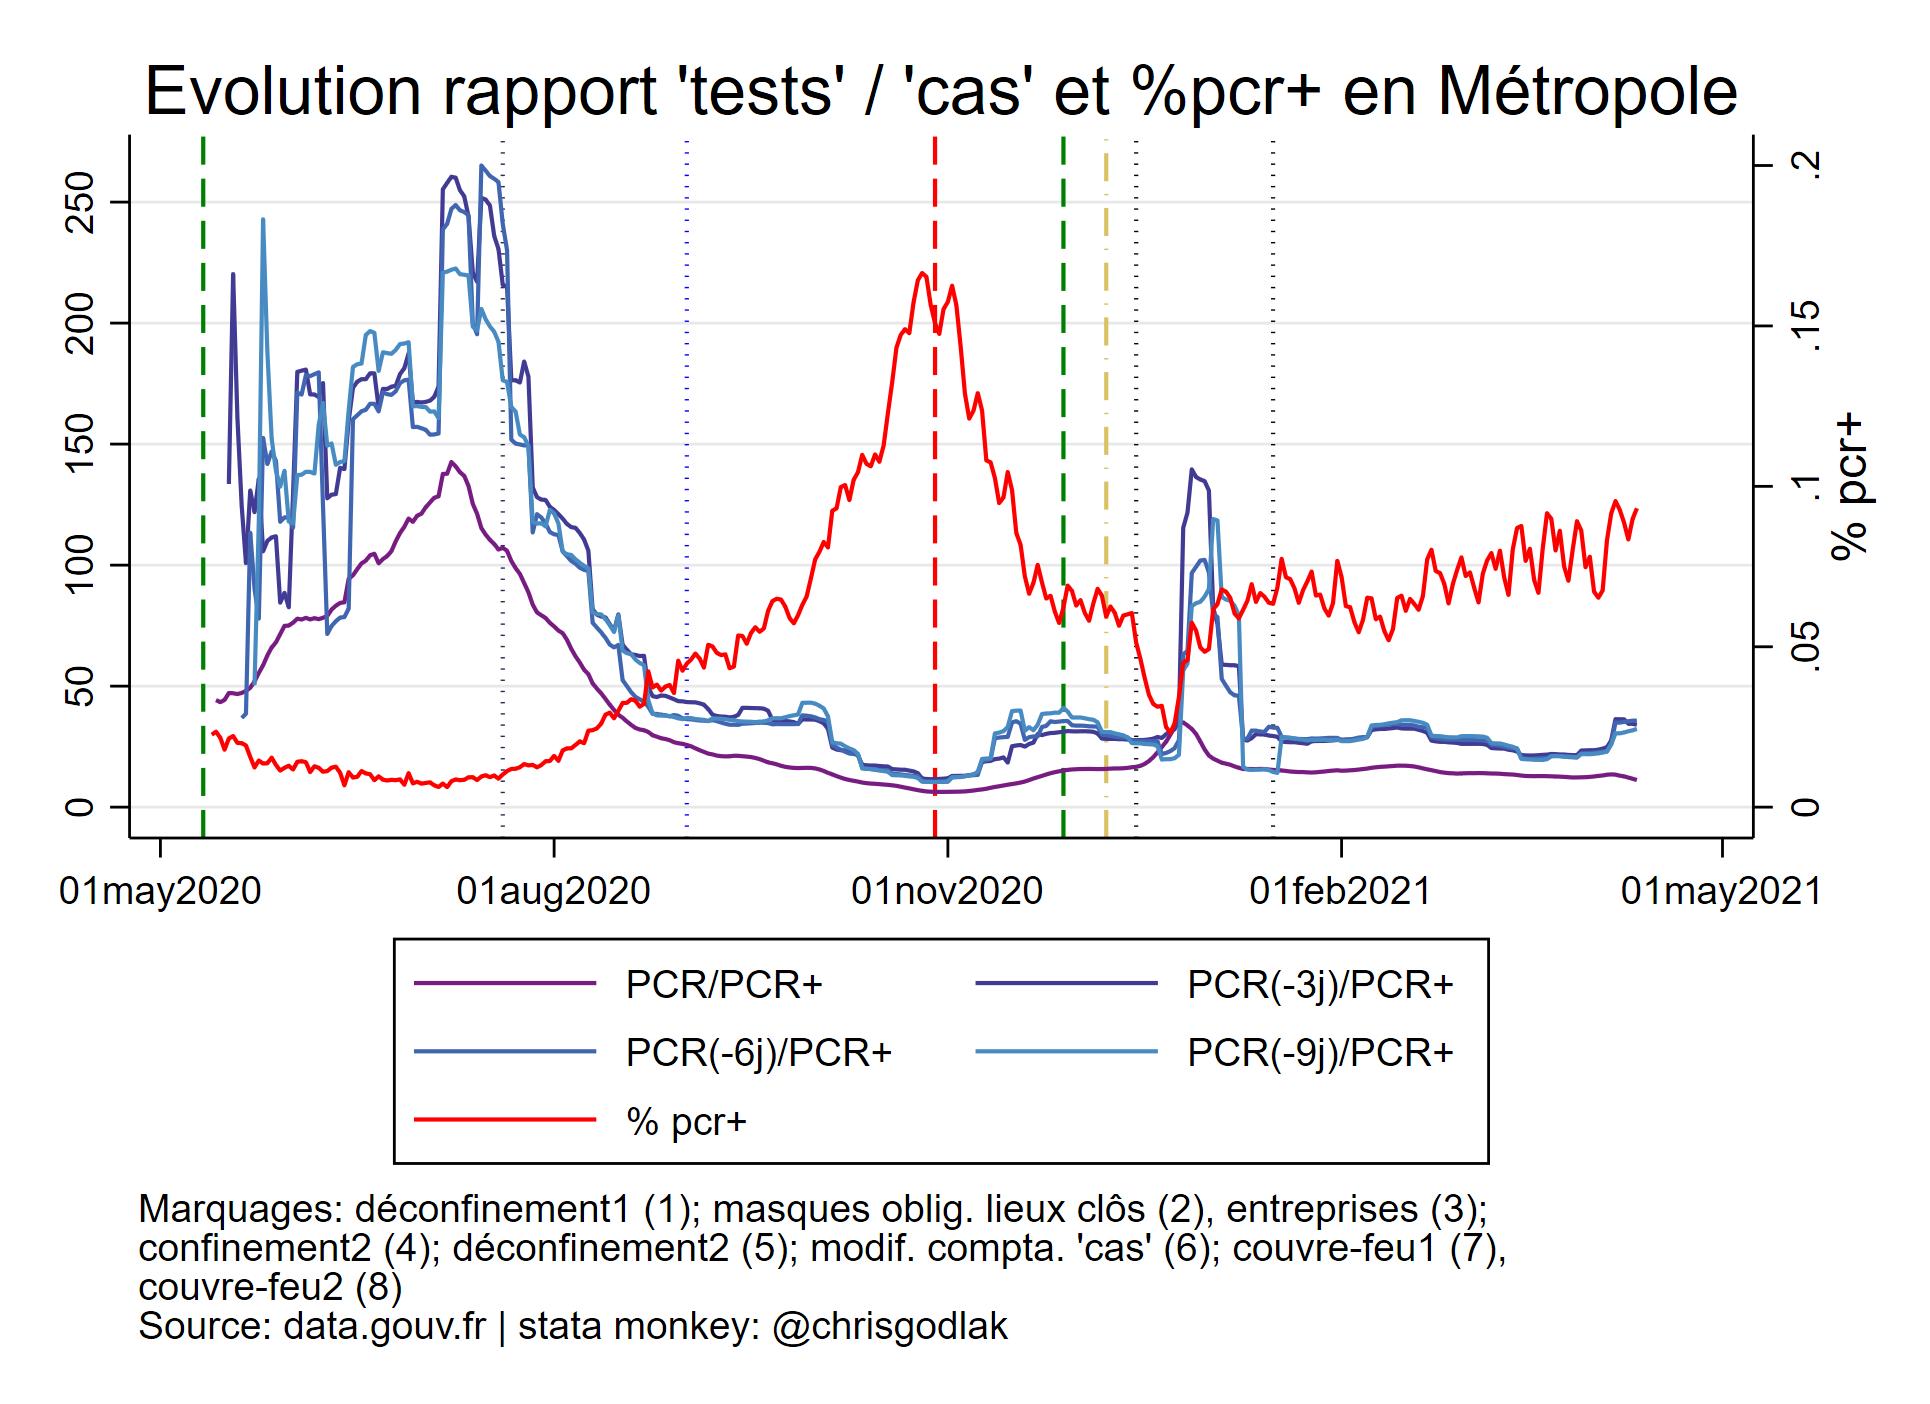 Evolution rapport 'tests' / 'cas' et %pcr+ en Métropole
250
200
150
100
50
0
.2
.15
.1
.05
0
% pcr+
01may2020
01aug2020
01nov2020
01feb2021
01may2021
PCR/PCR+
PCR(-3j)/PCR+
PCR(-6j)/PCR+
PCR(-9j)/PCR+
% pcr+
Marquages: déconfinement1 (1); masques oblig. lieux clôs (2), entreprises (3);
confinement2 (4); déconfinement2 (5); modif. compta. 'cas' (6); couvre-feu1 (7),
couvre-feu2 (8)
Source: data.gouv.fr | stata monkey: @chrisgodlak